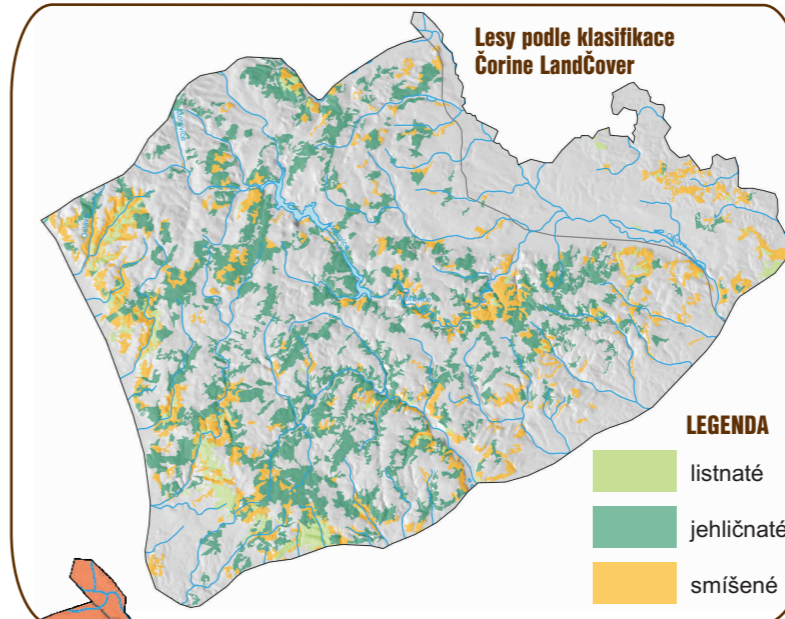 Lesy podle klasifikace
Čorine LandČover
LEGENDA
listnaté
jehličnaté
smíšené